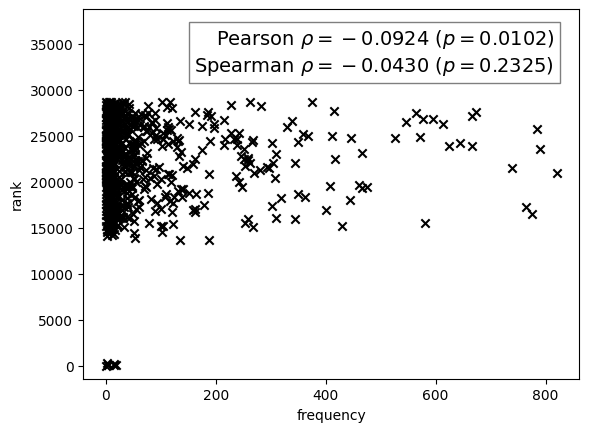 Pearson ρ = −0.0924 (p = 0.0102)
Spearman ρ = −0.0430 (p = 0.2325)
35000
30000
25000
20000
15000
10000
5000
0
rank
0 200 400 600 800
frequency